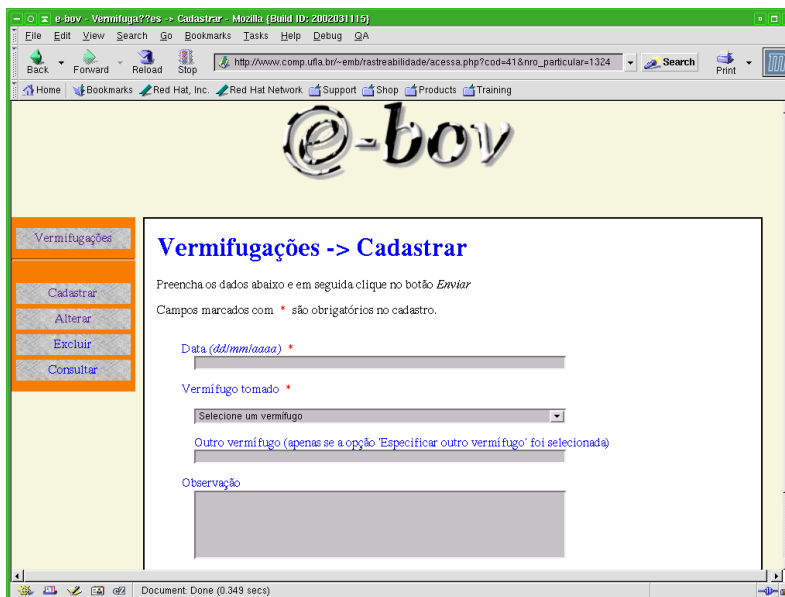 e-bov - Vermifuga??es -> Cadastrar - Mozilla {Build ID: 2002031115}
File Edit View Search Go Bookmarks Tasks Help Debug QA
Back Forward Reload Stop http://www.comp.ufla.br/~emb/rastreabilidade/acessa.php?cod=41&nro_particular=1324 Search Print
Home Bookmarks Red Hat, Inc. Red Hat Network Support Shop Products Training
e-bov
Vermifugações
Cadastrar
Alterar
Excluir
Consultar
Vermifugações -> Cadastrar
Preencha os dados abaixo e em seguida clique no botão Enviar
Campos marcados com * são obrigatórios no cadastro.
Data (dd/mm/aaaa) *
Vermífugo tomado *
Selecione um vermífugo
Outro vermífugo (apenas se a opção 'Especificar outro vermífugo' foi selecionada)
Observação
Document: Done (0.349 secs)